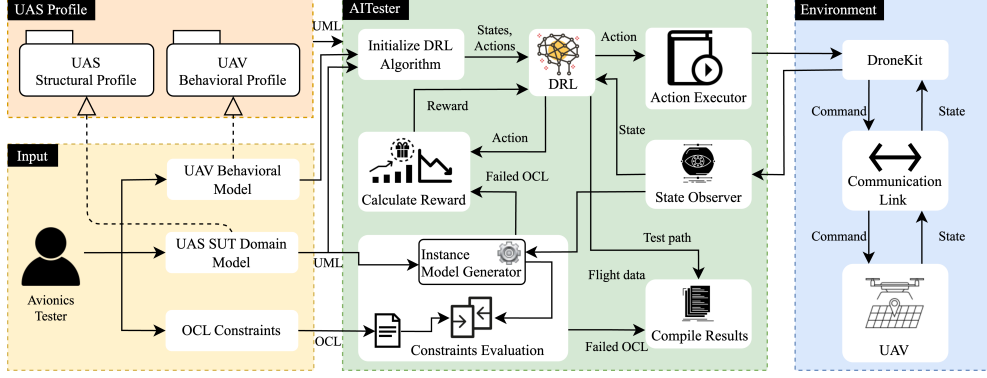 UAS Profile
UAS
Structural Profile
UAV
Behavioral Profile
Input
Avionics
Tester
UAV Behavioral
Model
UAS SUT Domain
Model
OCL Constraints
UML
UML
OCL
AITester
Initialize DRL
Algorithm
States,
Actions
DRL
Action
Action Executor
Reward
Action
State
Calculate Reward
Failed OCL
State Observer
Instance
Model Generator
Test path
Flight data
Constraints Evaluation
Failed OCL
Compile Results
Environment
DroneKit
Command
State
Communication
Link
Command
State
UAV